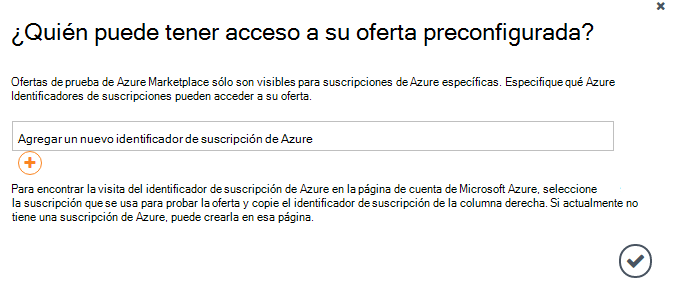 ¿Quién puede tener acceso a su oferta preconfigurada?
Ofertas de prueba de Azure Marketplace sólo son visibles para suscripciones de Azure específicas. Especifique qué Azure
Identificadores de suscripciones pueden acceder a su oferta.
Agregar un nuevo identificador de suscripción de Azure
Para encontrar la visita del identificador de suscripción de Azure en la página de cuenta de Microsoft Azure, seleccione
la suscripción que se usa para probar la oferta y copie el identificador de suscripción de la columna derecha. Si actualmente no
tiene una suscripción de Azure, puede crearla en esa página.